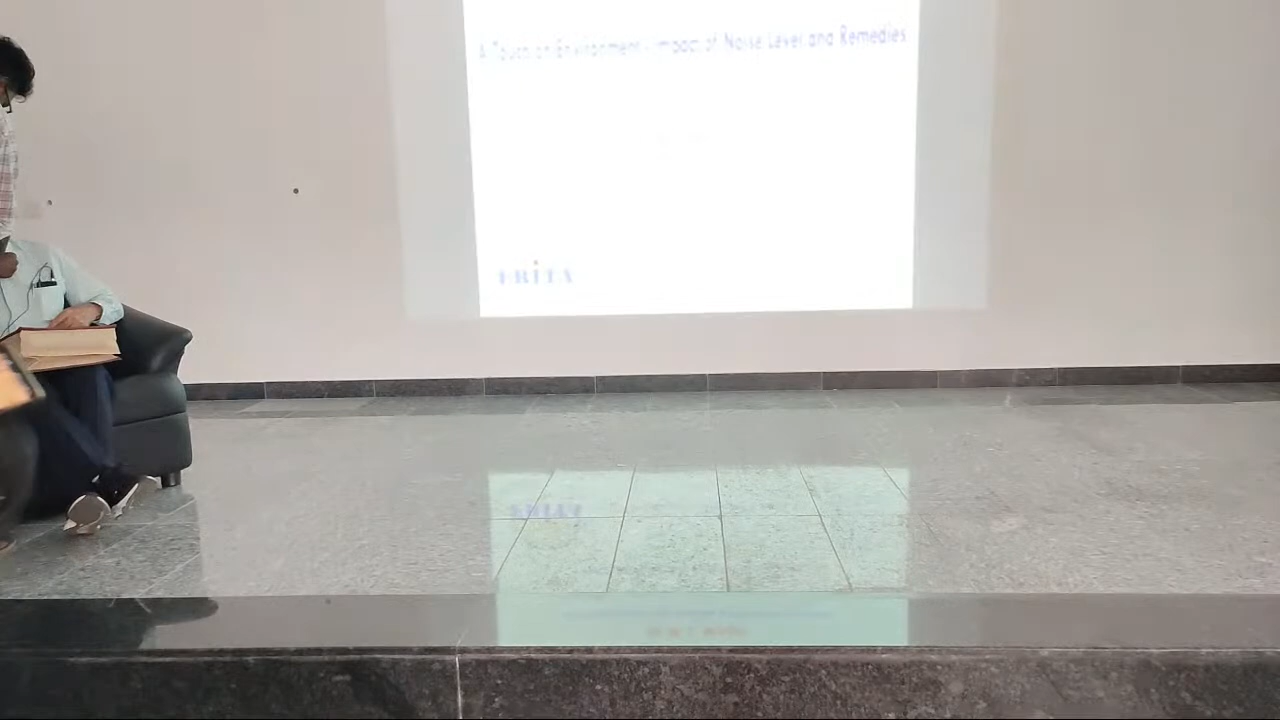 A Touch on Environment - Impact of Noise Level and Remedies
ERITA